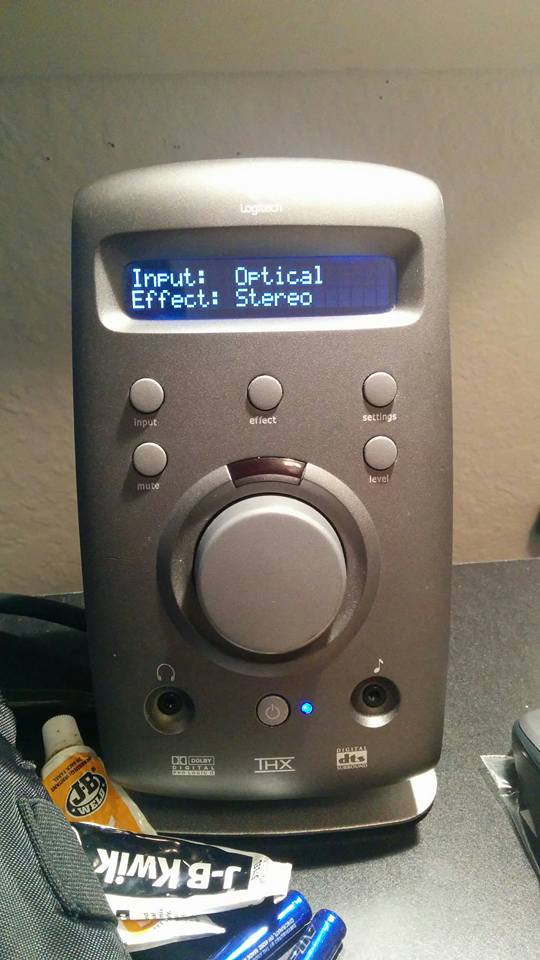 Logitech
Input: Optical
Effect: Stereo
input
effect
settings
mute
level
DOLBY
DIGITAL
PRO LOGIC II
THX
DIGITAL
dts
SURROUND
J-B
WELD
J-B Kwik